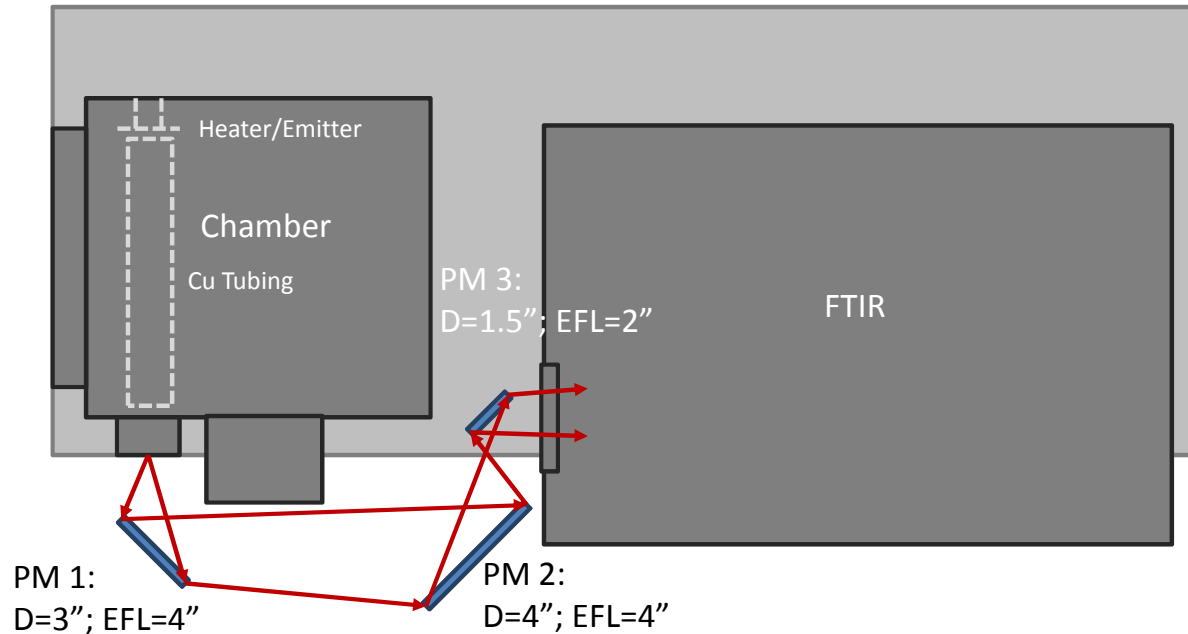 Heater/Emitter
Chamber
Cu Tubing
PM 3:
D=1.5”; EFL=2”
FTIR
PM 1:
D=3”; EFL=4”
PM 2:
D=4”; EFL=4”